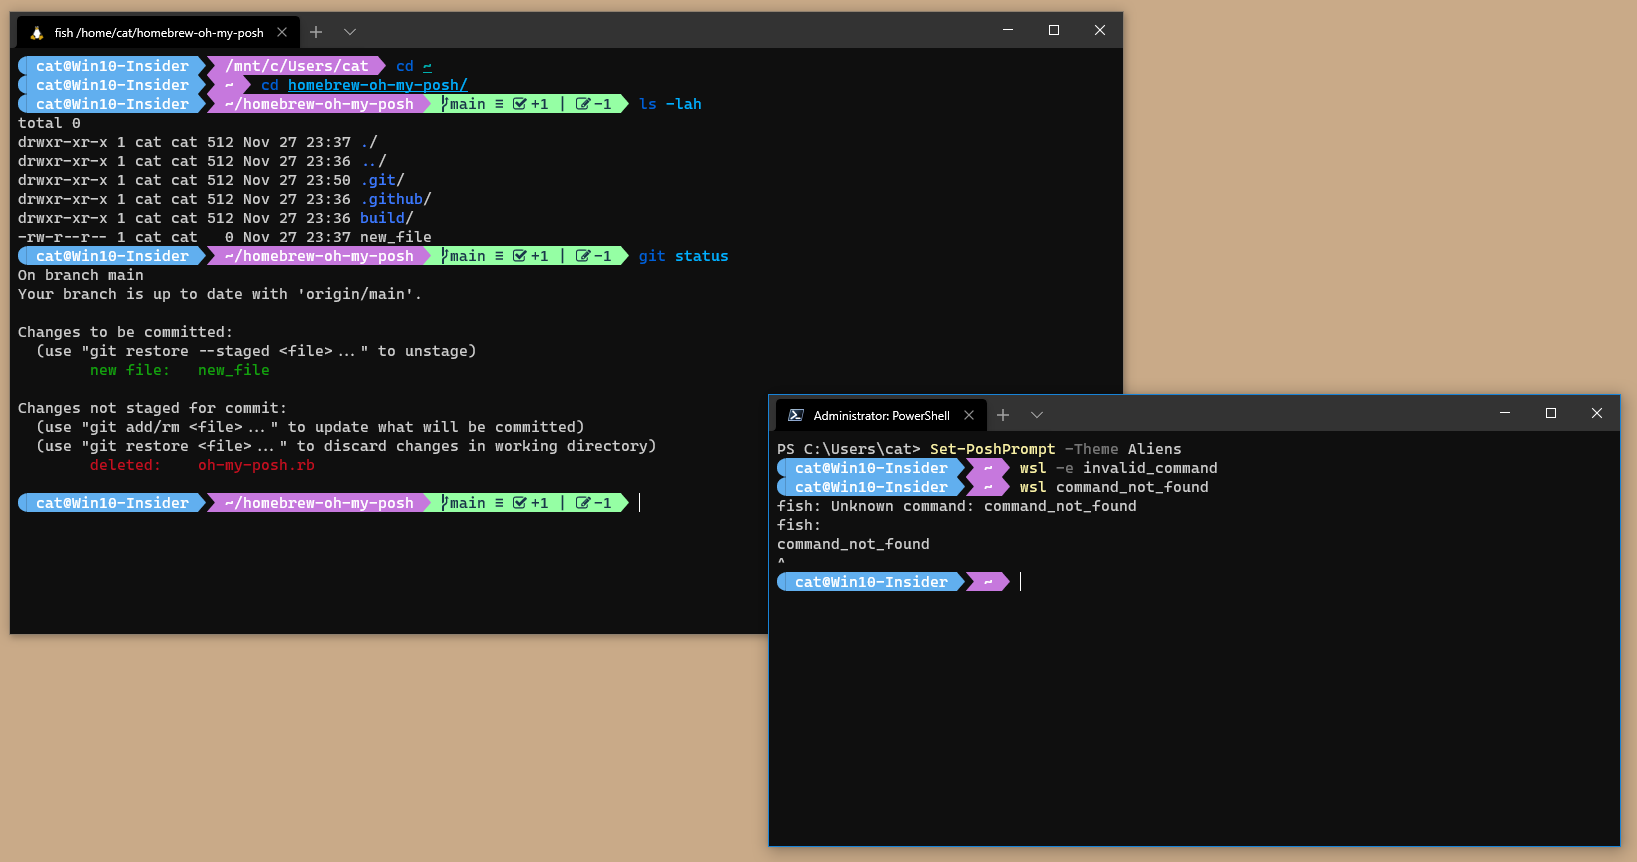 fish /home/cat/homebrew-oh-my-posh
cat@Win10-Insider /mnt/c/Users/cat cd ~
cat@Win10-Insider ~ cd homebrew-oh-my-posh/
cat@Win10-Insider ~/homebrew-oh-my-posh main ≡ +1 | -1 ls -lah
total 0
drwxr-xr-x 1 cat cat 512 Nov 27 23:37 ./
drwxr-xr-x 1 cat cat 512 Nov 27 23:36 ../
drwxr-xr-x 1 cat cat 512 Nov 27 23:50 .git/
drwxr-xr-x 1 cat cat 512 Nov 27 23:36 .github/
drwxr-xr-x 1 cat cat 512 Nov 27 23:36 build/
-rw-r--r-- 1 cat cat   0 Nov 27 23:37 new_file
cat@Win10-Insider ~/homebrew-oh-my-posh main ≡ +1 | -1 git status
On branch main
Your branch is up to date with 'origin/main'.
Changes to be committed:
  (use "git restore --staged <file>..." to unstage)
        new file:   new_file
Changes not staged for commit:
  (use "git add/rm <file>..." to update what will be committed)
  (use "git restore <file>..." to discard changes in working directory)
        deleted:    oh-my-posh.rb
cat@Win10-Insider ~/homebrew-oh-my-posh main ≡ +1 | -1
Administrator: PowerShell
PS C:\Users\cat> Set-PoshPrompt -Theme Aliens
cat@Win10-Insider ~ wsl -e invalid_command
cat@Win10-Insider ~ wsl command_not_found
fish: Unknown command: command_not_found
fish:
command_not_found
^
cat@Win10-Insider ~